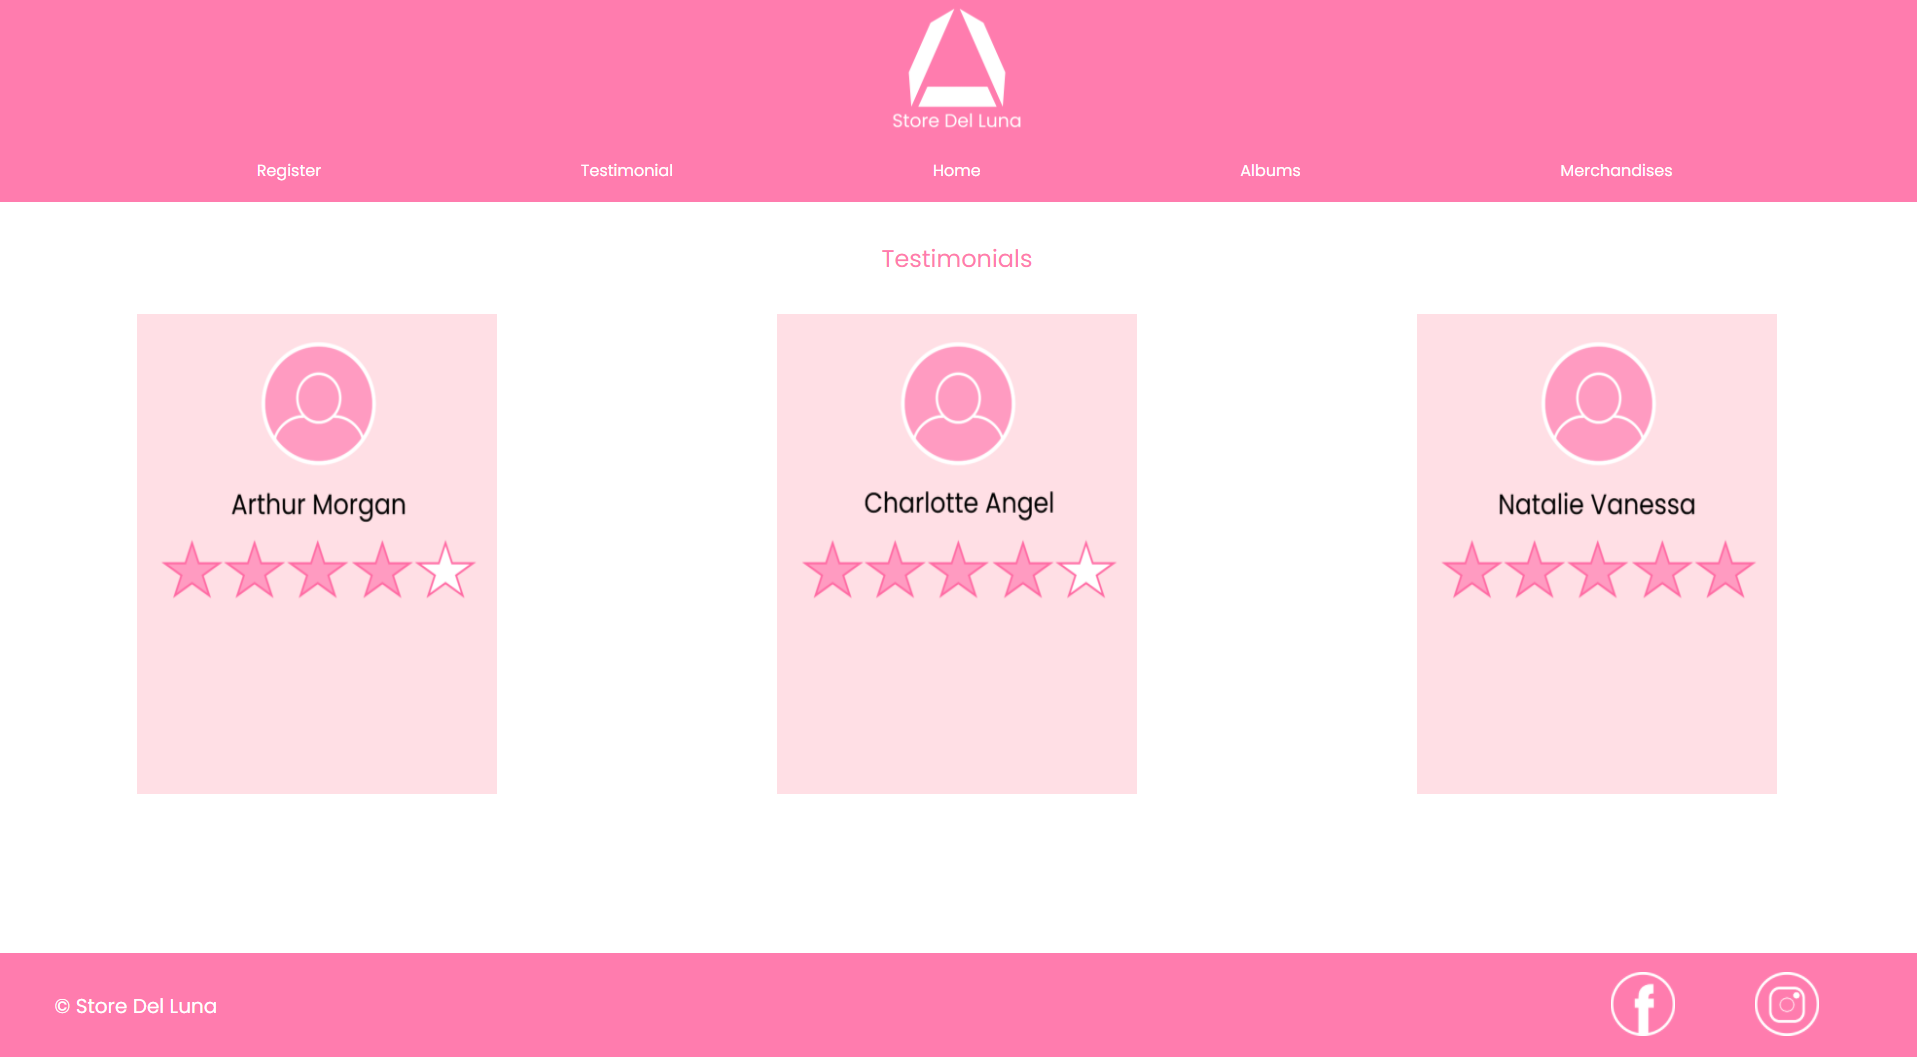 Store Del Luna
Register Testimonial Home Albums Merchandises
Testimonials
Arthur Morgan
Charlotte Angel
Natalie Vanessa
© Store Del Luna